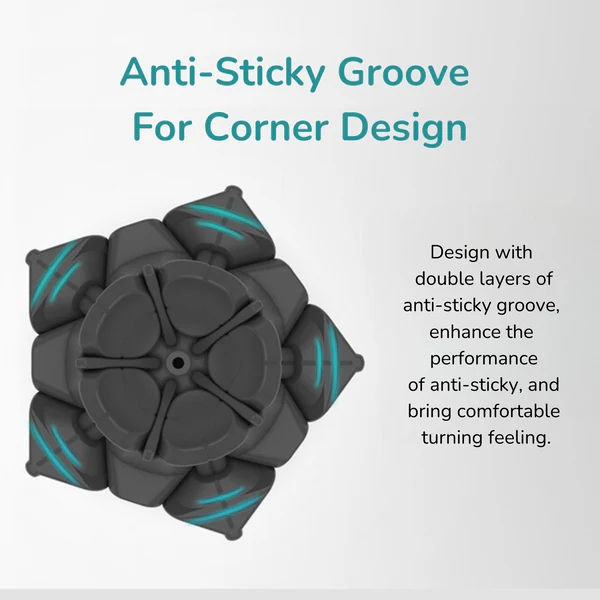 Anti-Sticky Groove
For Corner Design
Design with
double layers of
anti-sticky groove,
enhance the
performance
of anti-sticky, and
bring comfortable
turning feeling.